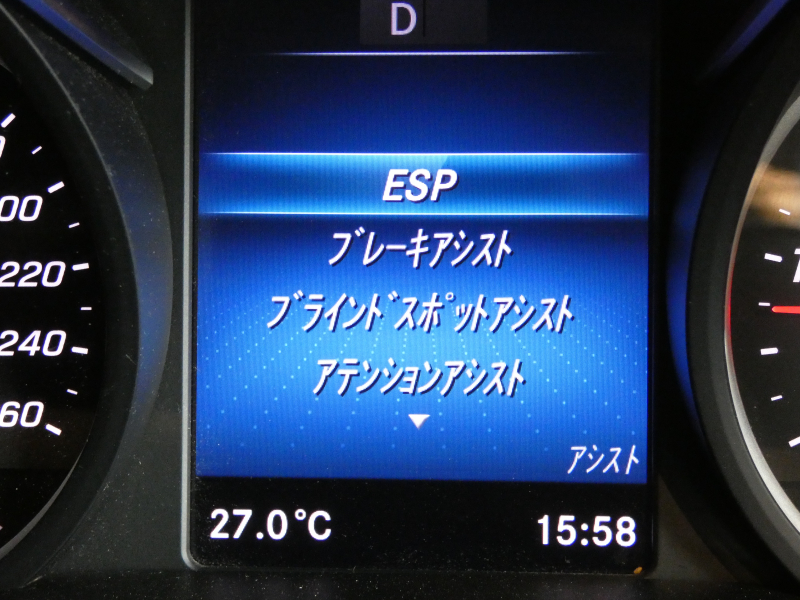 D
ESP
ブレーキアシスト
ブラインドスポットアシスト
アテンションアシスト
アシスト
27.0°C
15:58
220
240